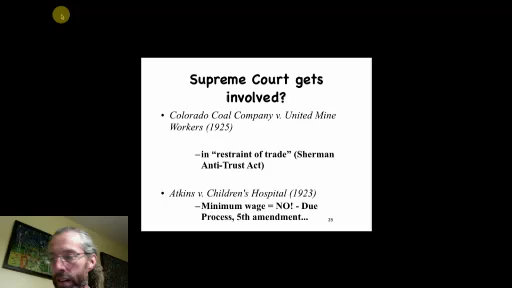 Supreme Court gets
involved?
• Colorado Coal Company v. United Mine
Workers (1925)
–in “restraint of trade” (Sherman
Anti-Trust Act)
• Atkins v. Children's Hospital (1923)
–Minimum wage = NO! - Due
Process, 5th amendment...